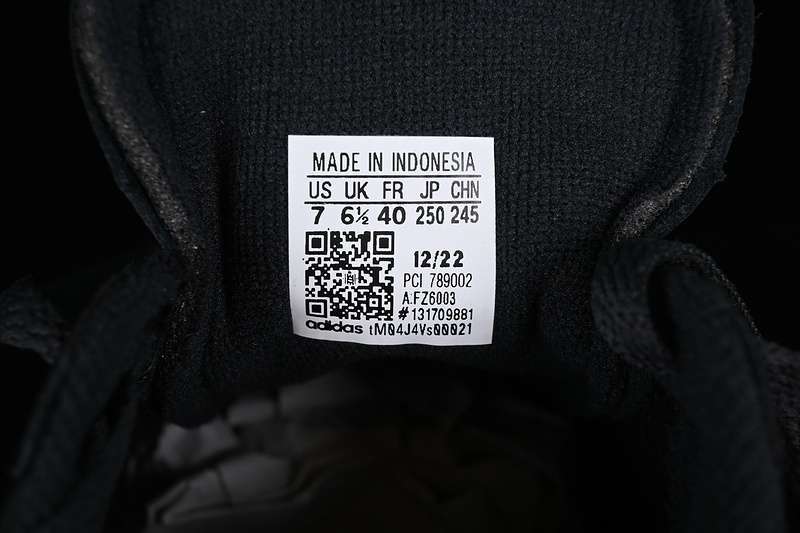 MADE IN INDONESIA
US UK FR JP CHN
7 6½ 40 250 245
12/22
PCI 789002
A.FZ6003
#131709881
adidas tM04J4Vs00021